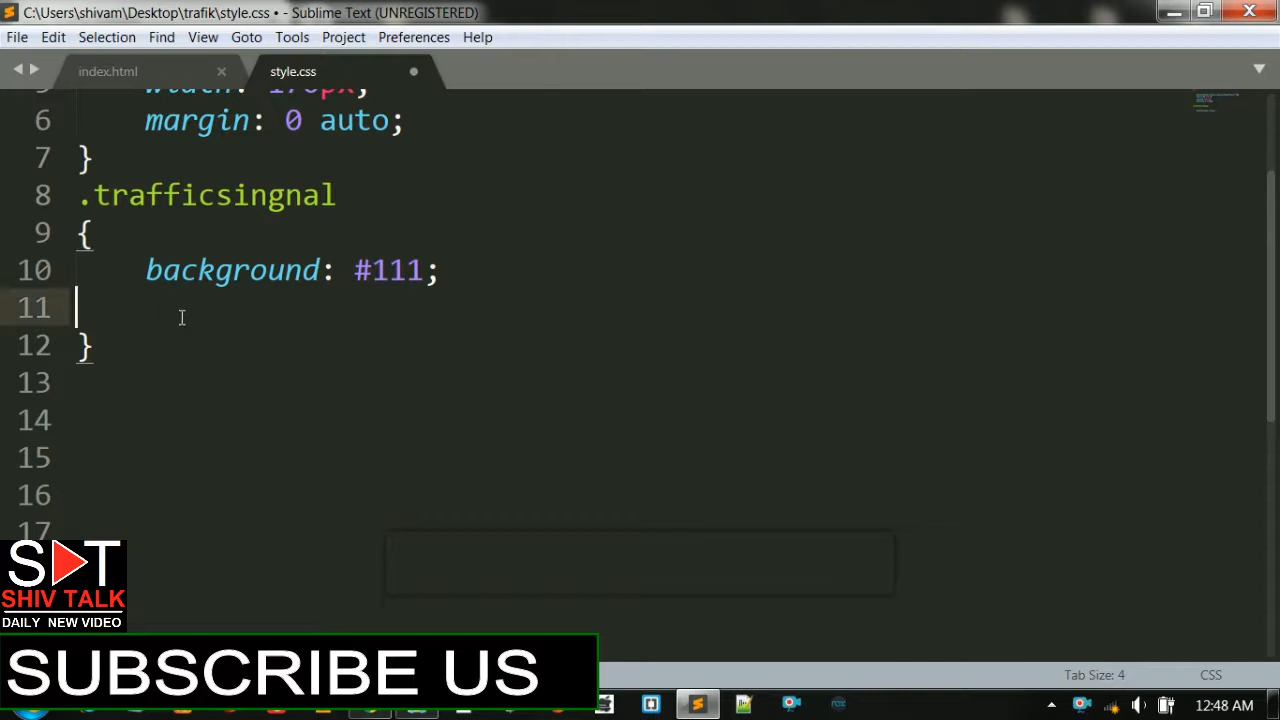 C:\Users\shivam\Desktop\trafik\style.css • - Sublime Text (UNREGISTERED)
File Edit Selection Find View Goto Tools Project Preferences Help
index.html style.css
width: 170px;
6 margin: 0 auto;
7 }
8 .trafficsingnal
9 {
10 background: #111;
11
12 }
13
14
15
16
17
S T
SHIV TALK
DAILY NEW VIDEO
SUBSCRIBE US
Tab Size: 4 CSS
12:48 AM